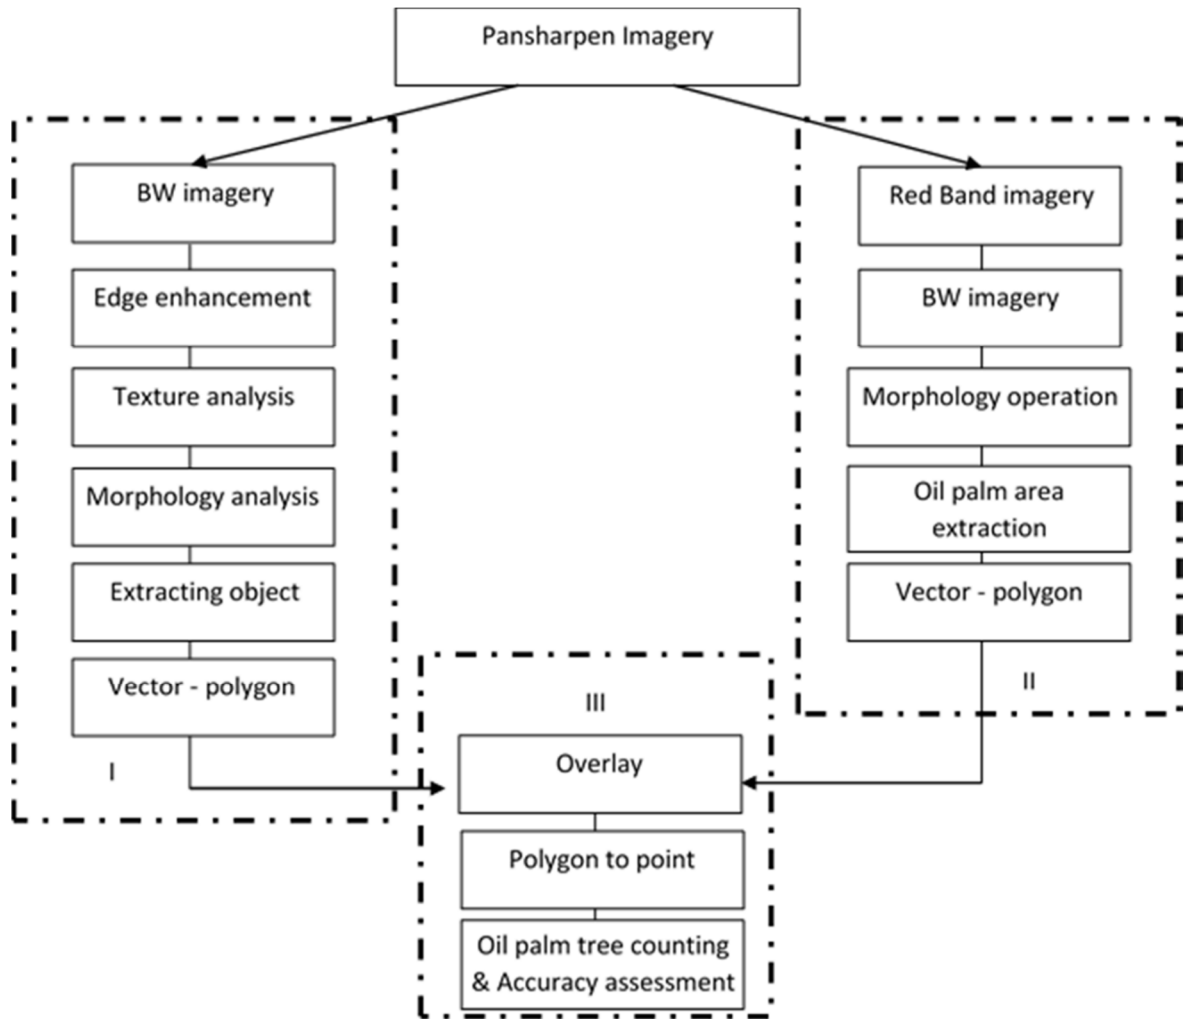 Pansharpen Imagery
BW imagery
Edge enhancement
Texture analysis
Morphology analysis
Extracting object
Vector - polygon
I
Red Band imagery
BW imagery
Morphology operation
Oil palm area
extraction
Vector - polygon
II
III
Overlay
Polygon to point
Oil palm tree counting
& Accuracy assessment